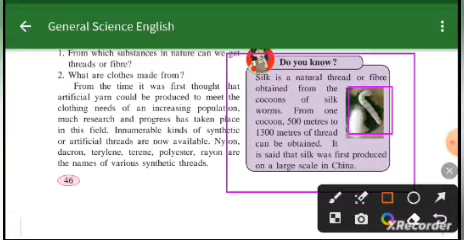 General Science English
1. From which substances in nature can we get
threads or fibre?
2. What are clothes made from?
From the time it was first thought that
artificial yarn could be produced to meet the
clothing needs of an increasing population,
much research and progress has taken place
in this field. Innumerable kinds of synthetic
or artificial threads are now available. Nylon,
dacron, terylene, terene, polyester, rayon are
the names of various synthetic threads.
46
Do you know?
Silk is a natural thread or fibre
obtained from the
cocoons of silk
worms. From one
cocoon, 500 metres to
1300 metres of thread
can be obtained. It
is said that silk was first produced
on a large scale in China.
XRecorder